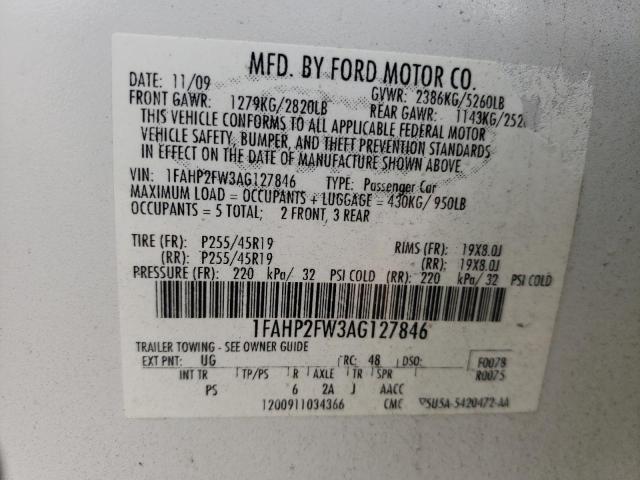 MFD. BY FORD MOTOR CO.
DATE: 11/09 GVWR: 2386KG/5260LB
FRONT GAWR: 1279KG/2820LB REAR GAWR: 1143KG/252
THIS VEHICLE CONFORMS TO ALL APPLICABLE FEDERAL MOTOR
VEHICLE SAFETY, BUMPER, AND THEFT PREVENTION STANDARDS
IN EFFECT ON THE DATE OF MANUFACTURE SHOWN ABOVE.
VIN: 1FAHP2FW3AG127846 TYPE: Passenger Car
MAXIMUM LOAD = OCCUPANTS + LUGGAGE = 430KG/950LB
OCCUPANTS = 5 TOTAL; 2 FRONT, 3 REAR
TIRE (FR): P255/45R19 RIMS (FR): 19X8.0J
(RR): P255/45R19 (RR): 19X8.0J
PRESSURE (FR): 220 kPa/ 32 PSI COLD (RR): 220 kPa/ 32 PSI COLD
1FAHP2FW3AG127846
TRAILER TOWING - SEE OWNER GUIDE
EXT PNT: UG RC: 48 DSO: F0078
INT TR TP/PS R AXLE TR SPR R0075
PS 6 2A J AACC
1200911034366 CMC 5U5A-5420472-AA